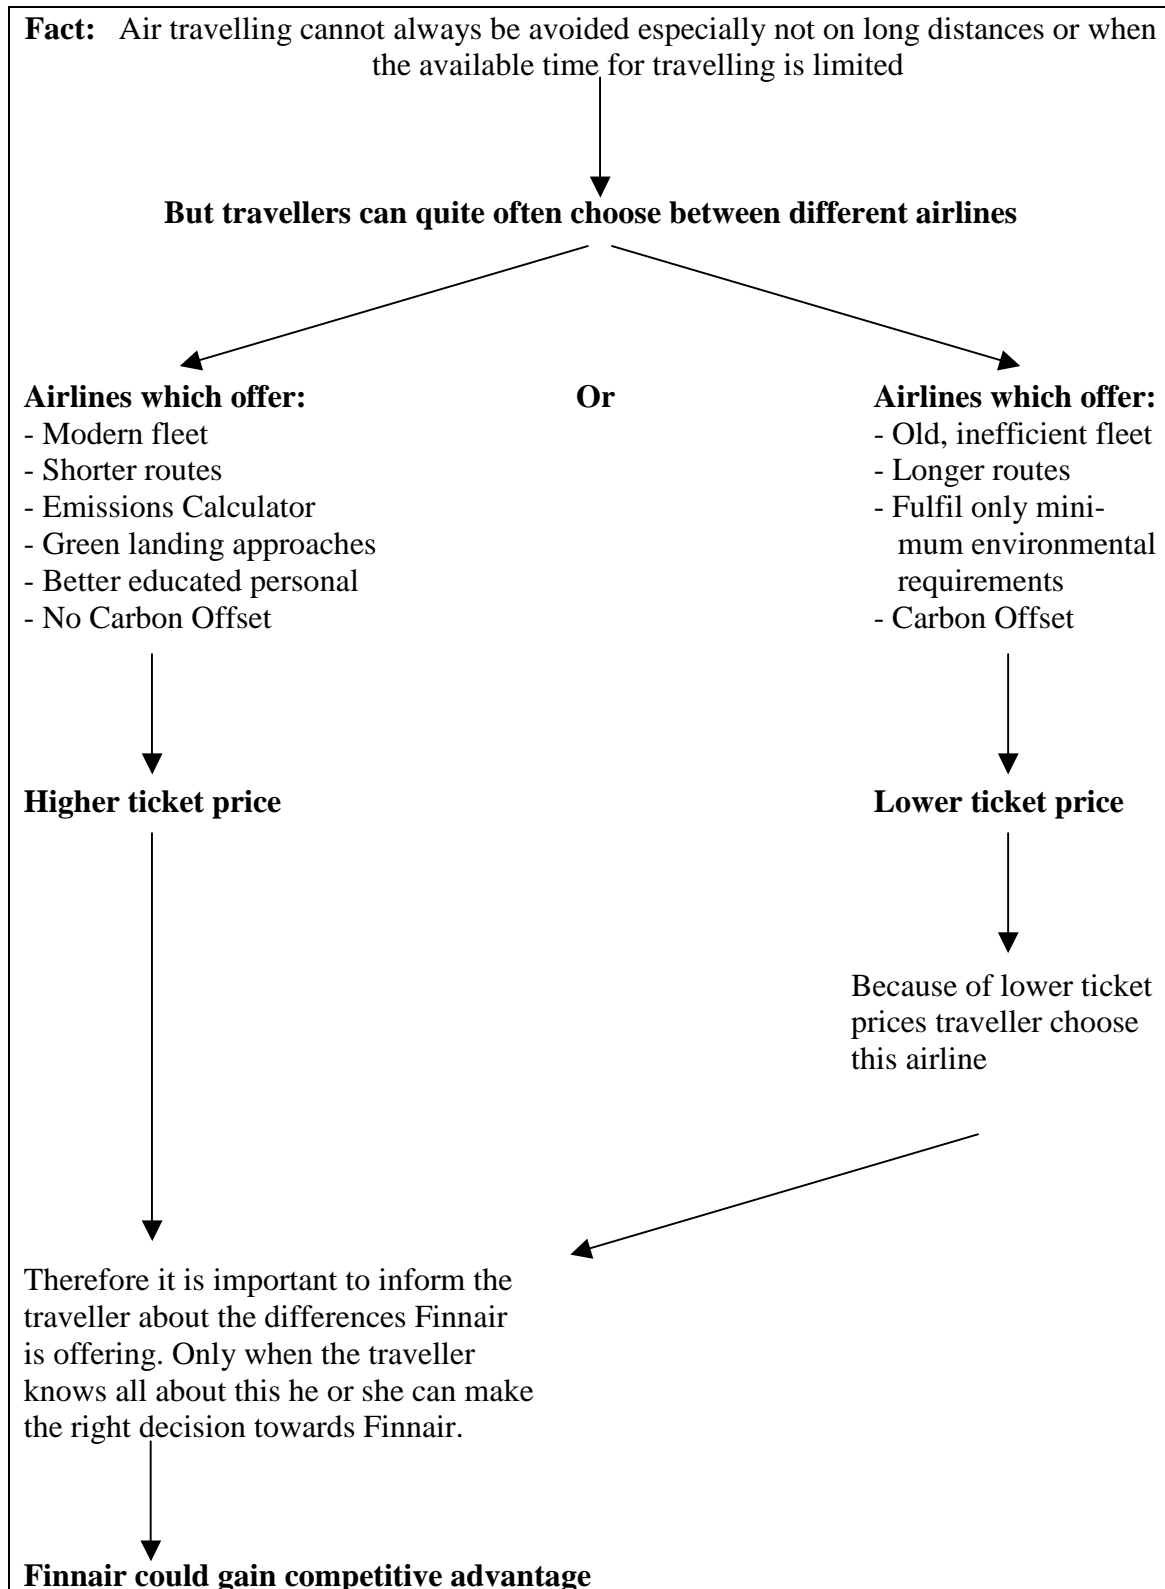 Fact: Air travelling cannot always be avoided especially not on long distances or when
the available time for travelling is limited
But travellers can quite often choose between different airlines
Airlines which offer:
- Modern fleet
- Shorter routes
- Emissions Calculator
- Green landing approaches
- Better educated personal
- No Carbon Offset
Or
Airlines which offer:
- Old, inefficient fleet
- Longer routes
- Fulfil only mini-
mum environmental
requirements
- Carbon Offset
Higher ticket price
Lower ticket price
Because of lower ticket
prices traveller choose
this airline
Therefore it is important to inform the
traveller about the differences Finnair
is offering. Only when the traveller
knows all about this he or she can make
the right decision towards Finnair.
Finnair could gain competitive advantage